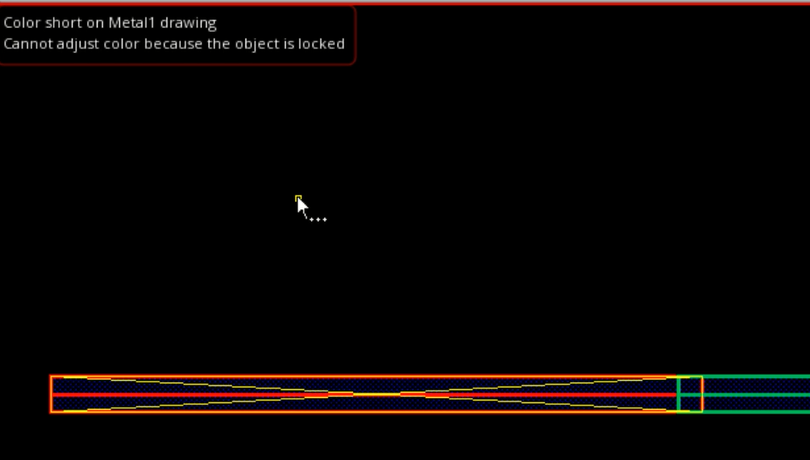 Color short on Metal1 drawing
Cannot adjust color because the object is locked